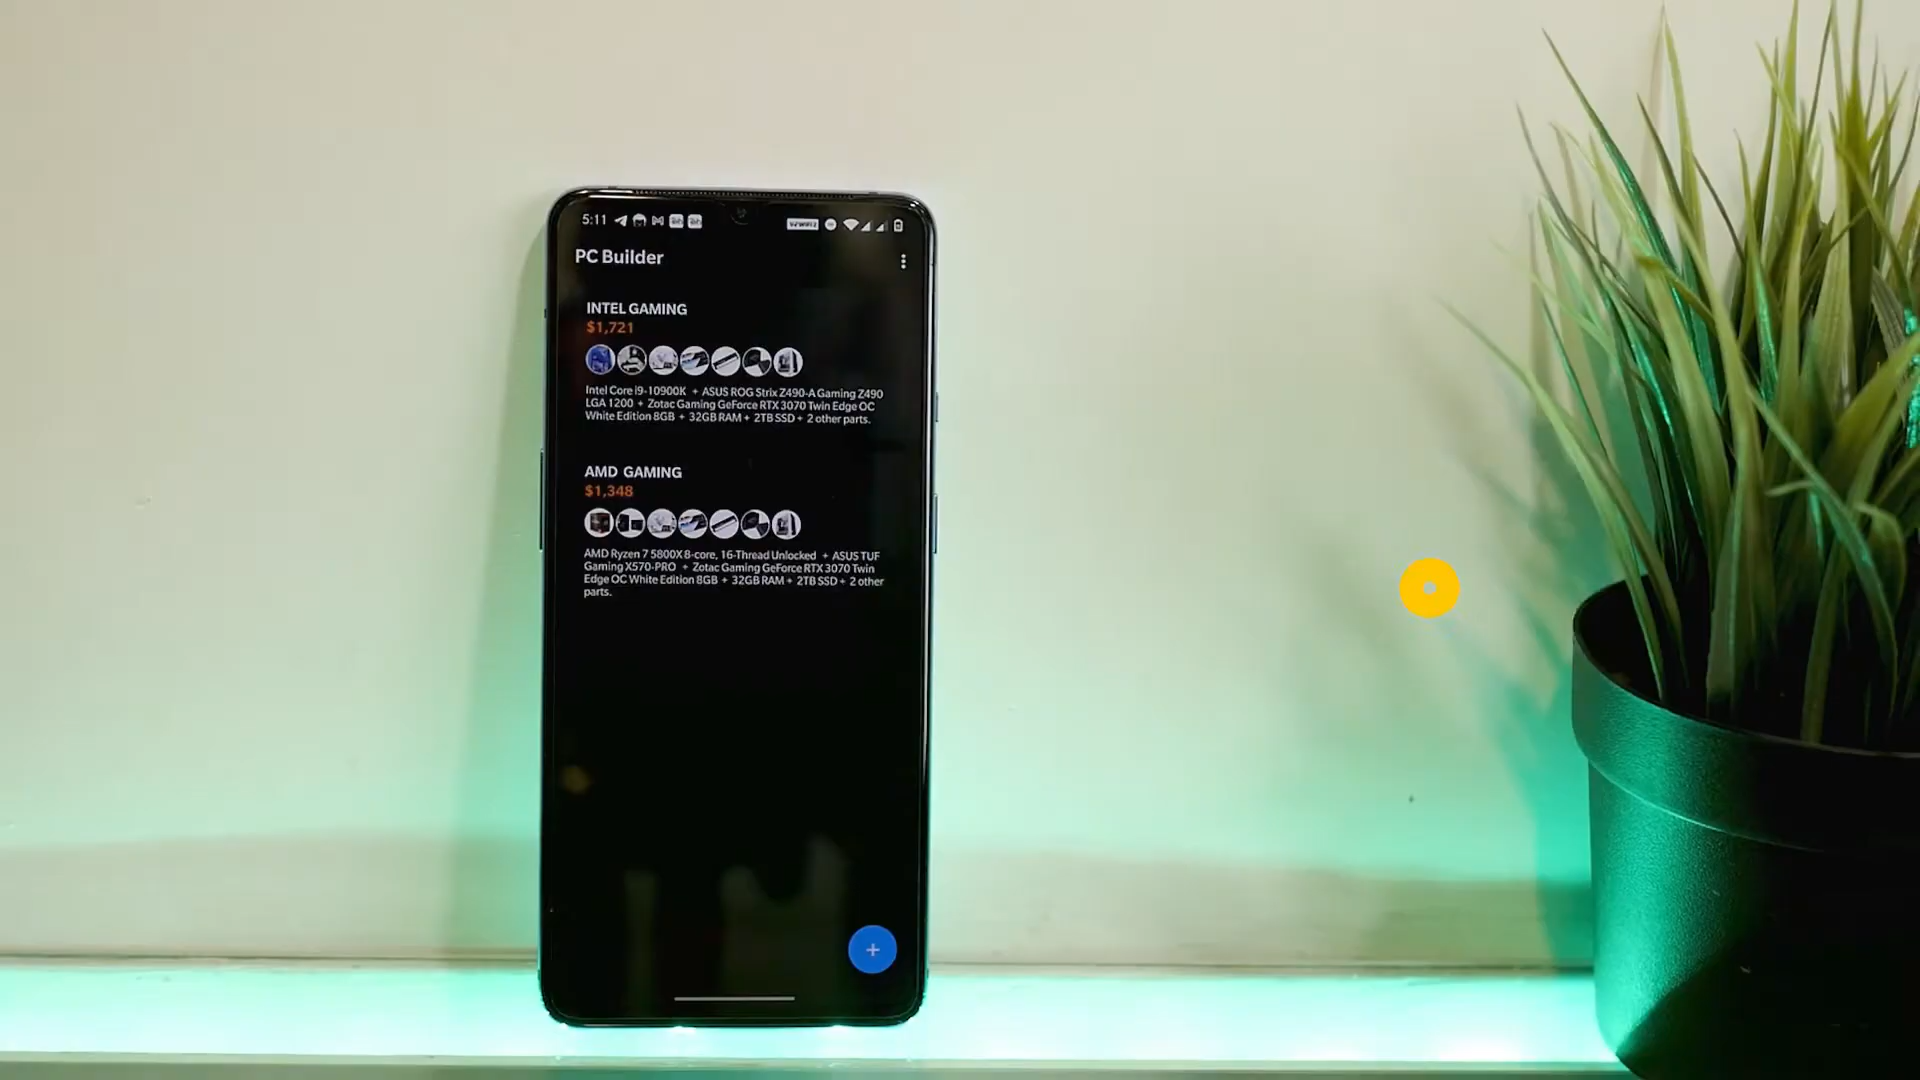 5:11
PC Builder
INTEL GAMING
$1,721
Intel Core i9-10900K + ASUS ROG Strix Z490-A Gaming Z490
LGA 1200 + Zotac Gaming GeForce RTX 3070 Twin Edge OC
White Edition 8GB + 32GB RAM + 2TB SSD + 2 other parts.
AMD GAMING
$1,348
AMD Ryzen 7 5800X 8-core, 16-Thread Unlocked + ASUS TUF
Gaming X570-PRO + Zotac Gaming GeForce RTX 3070 Twin
Edge OC White Edition 8GB + 32GB RAM + 2TB SSD + 2 other
parts.
+